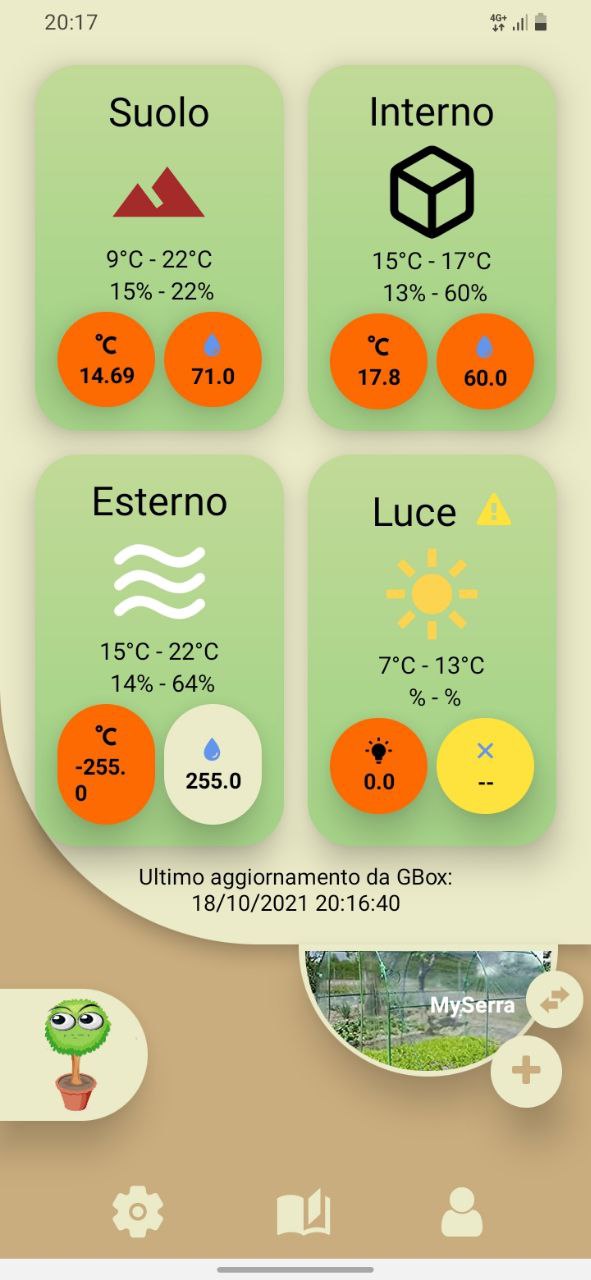 20:17
4G+
Suolo
9°C - 22°C
15% - 22%
°C
14.69
71.0
Interno
15°C - 17°C
13% - 60%
°C
17.8
60.0
Esterno
15°C - 22°C
14% - 64%
°C
-255.
0
255.0
Luce
7°C - 13°C
% - %
0.0
--
Ultimo aggiornamento da GBox:
18/10/2021 20:16:40
MySerra